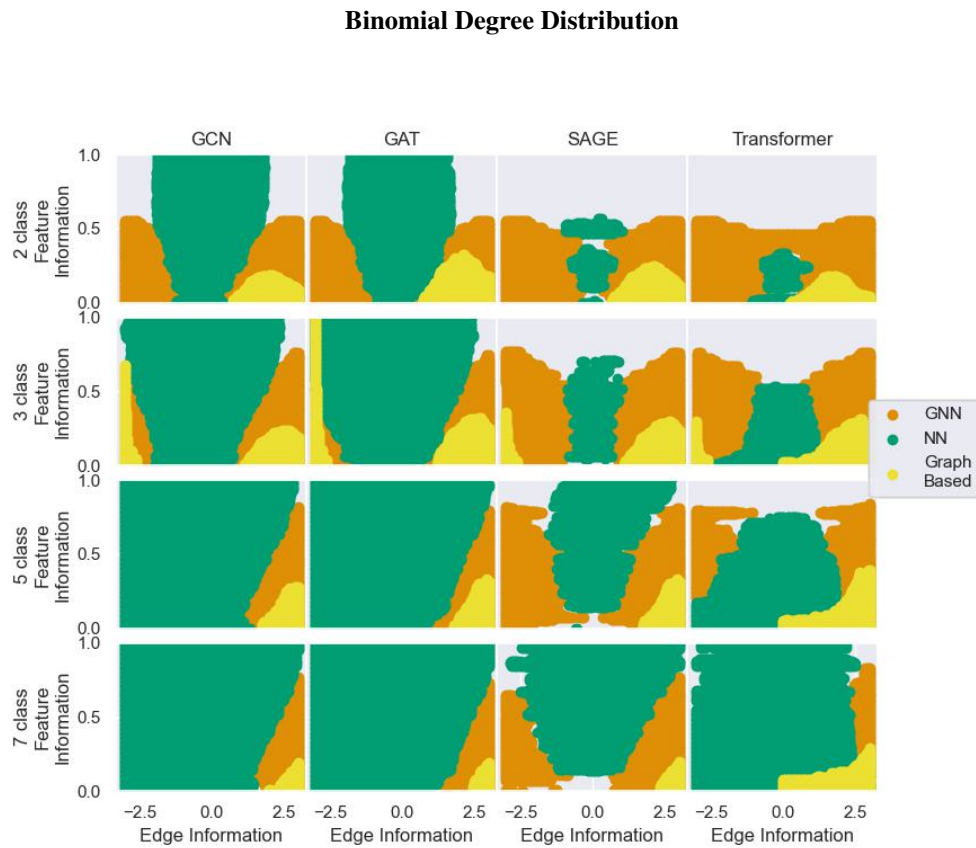 Binomial Degree Distribution
GCN GAT SAGE Transformer
2 class
Feature
Information
1.0
0.5
0.0
3 class
Feature
Information
1.0
0.5
0.0
GNN
NN
Graph
Based
5 class
Feature
Information
1.0
0.5
0.0
7 class
Feature
Information
1.0
0.5
0.0
−2.5 0.0 2.5 −2.5 0.0 2.5 −2.5 0.0 2.5 −2.5 0.0 2.5
Edge Information Edge Information Edge Information Edge Information